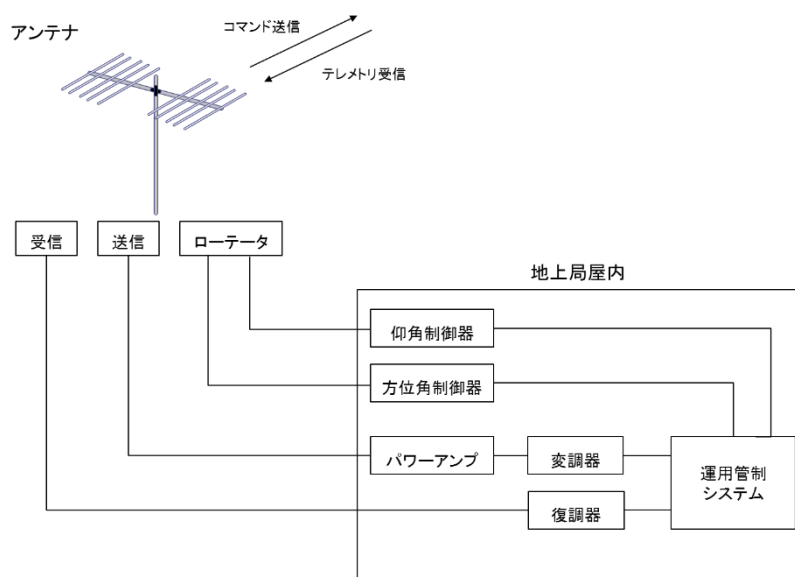 アンテナ
コマンド送信
テレメトリ受信
受信
送信
ローテータ
地上局屋内
仰角制御器
方位角制御器
パワーアンプ
変調器
復調器
運用管制
システム